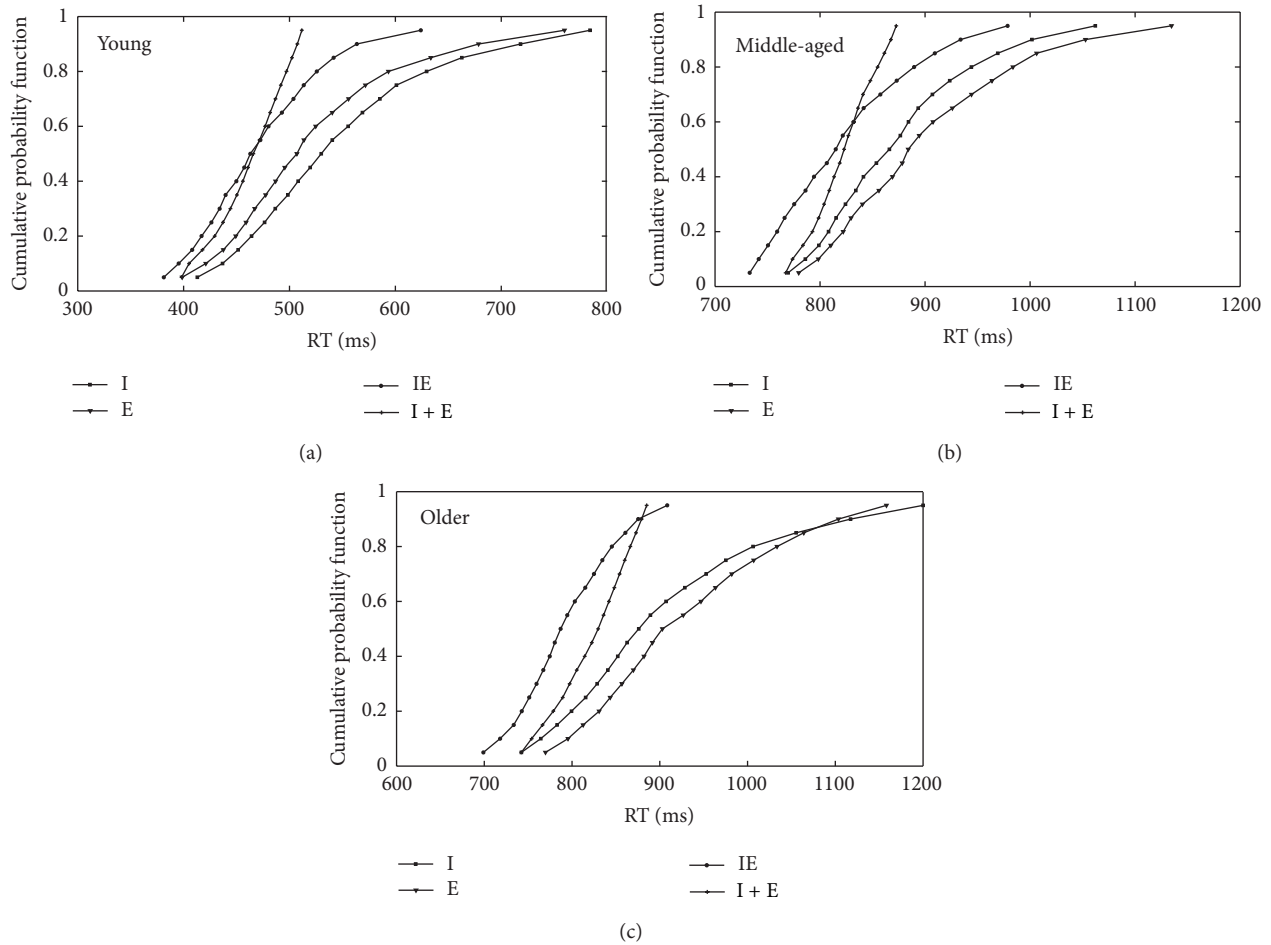 Cumulative probability function
1
0.8
0.6
0.4
0.2
0
Young
300
400
500
600
700
800
RT (ms)
I
E
IE
I + E
(a)
Cumulative probability function
1
0.8
0.6
0.4
0.2
0
Middle-aged
700
800
900
1000
1100
1200
RT (ms)
I
E
IE
I + E
(b)
Cumulative probability function
1
0.8
0.6
0.4
0.2
0
Older
600
700
800
900
1000
1100
1200
RT (ms)
I
E
IE
I + E
(c)